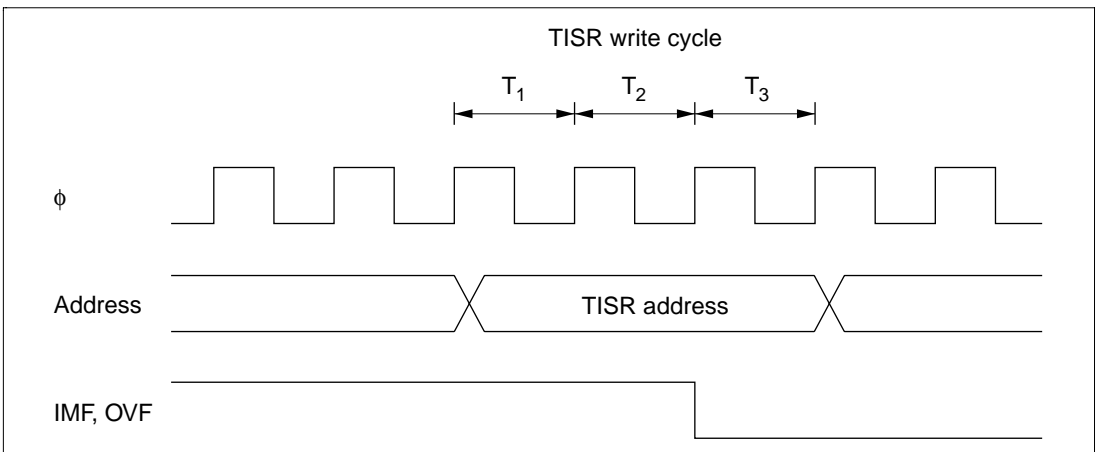 TISR write cycle
T1 T2 T3
ϕ
Address TISR address
IMF, OVF